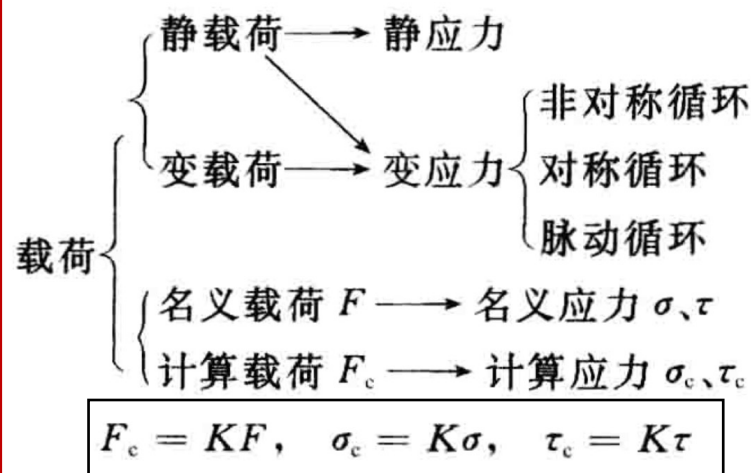 静载荷 → 静应力
非对称循环
变载荷 → 变应力 对称循环
脉动循环
载荷
名义载荷 F → 名义应力 σ、τ
计算载荷 Fc → 计算应力 σc、τc
Fc = KF, σc = Kσ, τc = Kτ